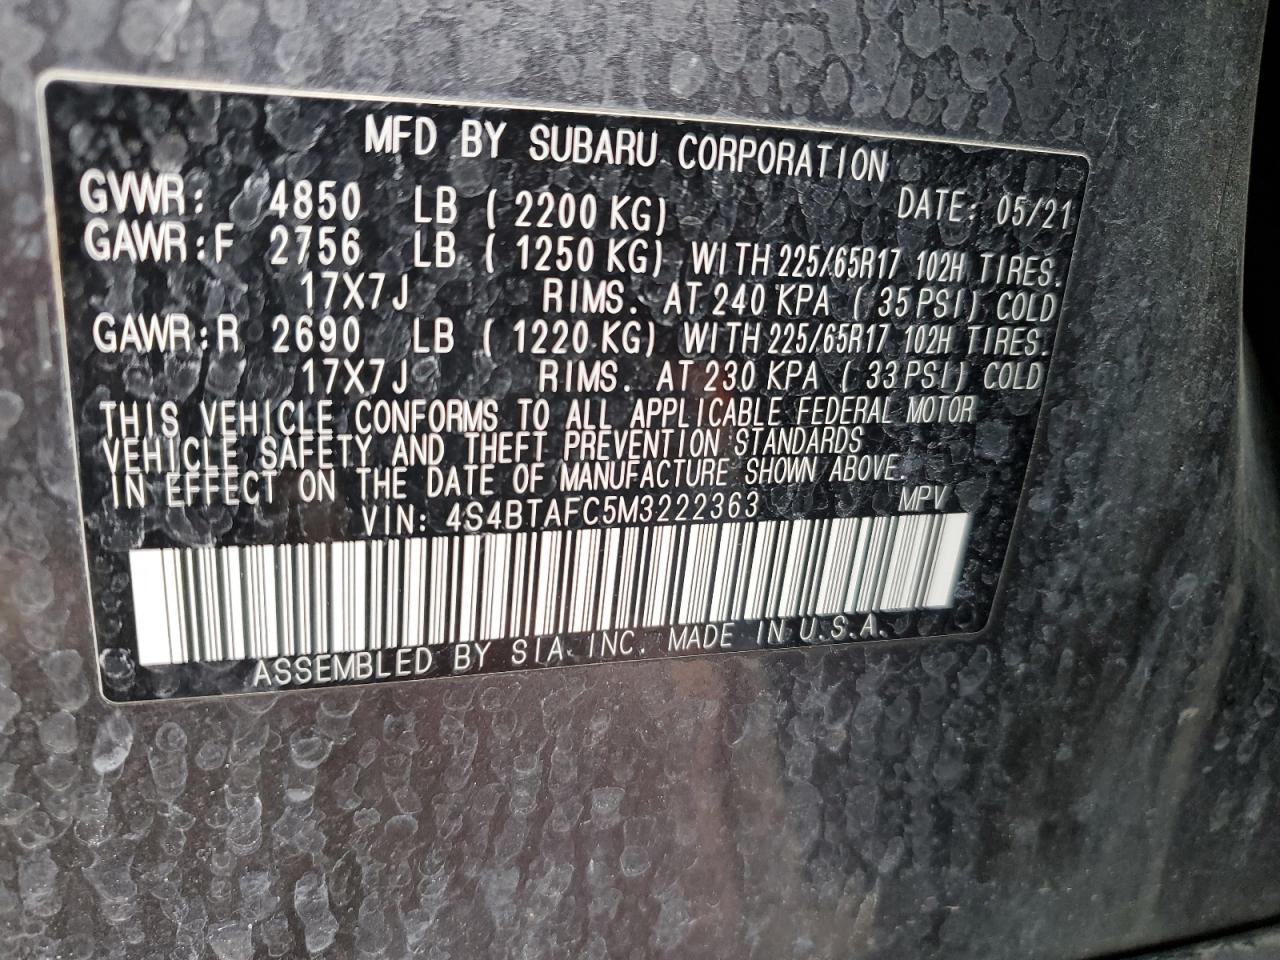 MFD BY SUBARU CORPORATION
GVWR: 4850 LB (2200 KG) DATE: 05/21
GAWR:F 2756 LB (1250 KG) WITH 225/65R17 102H TIRES.
17X7J RIMS. AT 240 KPA (35 PSI) COLD
GAWR:R 2690 LB (1220 KG) WITH 225/65R17 102H TIRES.
17X7J RIMS. AT 230 KPA (33 PSI) COLD
THIS VEHICLE CONFORMS TO ALL APPLICABLE FEDERAL MOTOR
VEHICLE SAFETY AND THEFT PREVENTION STANDARDS
IN EFFECT ON THE DATE OF MANUFACTURE SHOWN ABOVE.
VIN: 4S4BTAFC5M3222363 MPV
ASSEMBLED BY SIA, INC. MADE IN U.S.A.